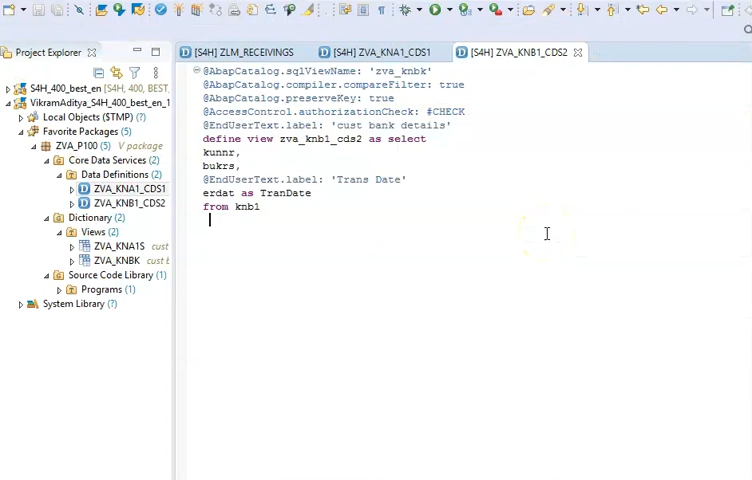 [S4H] ZLM_RECEIVINGS
[S4H] ZVA_KNA1_CDS1
[S4H] ZVA_KNB1_CDS2
Project Explorer
S4H_400_best_en [S4H, 400, BEST,
VikramAditya_S4H_400_best_en_1
Local Objects ($TMP) (?)
Favorite Packages (5)
ZVA_P100 (5) V package
Core Data Services (2)
Data Definitions (2)
ZVA_KNA1_CDS1
ZVA_KNB1_CDS2
Dictionary (2)
Views (2)
ZVA_KNA1S cust
ZVA_KNBK cust b
Source Code Library (1)
Programs (1)
System Library (?)
@AbapCatalog.sqlViewName: 'zva_knbk'
@AbapCatalog.compiler.compareFilter: true
@AbapCatalog.preserveKey: true
@AccessControl.authorizationCheck: #CHECK
@EndUserText.label: 'cust bank details'
define view zva_knb1_cds2 as select
kunnr,
bukrs,
@EndUserText.label: 'Trans Date'
erdat as TranDate
from knb1